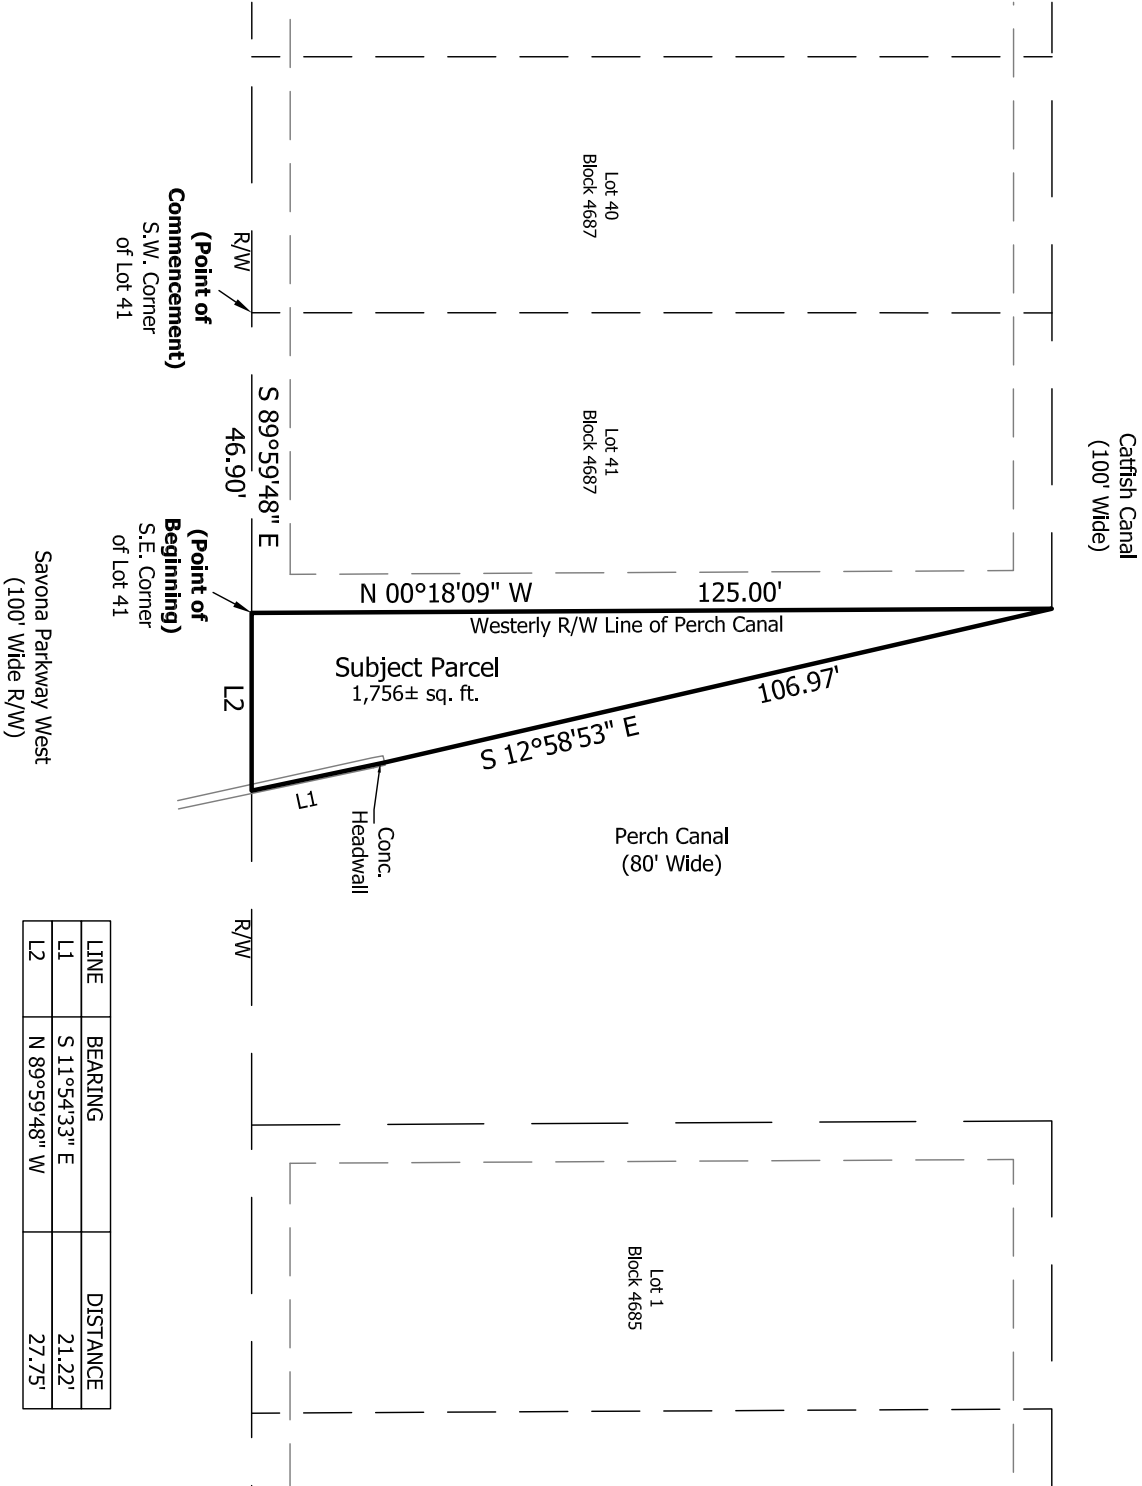 Catfish Canal
(100' Wide)
Lot 40
Block 4687
Lot 41
Block 4687
R/W
(Point of
Commencement)
S.W. Corner
of Lot 41
S 89°59'48" E
46.90'
(Point of
Beginning)
S.E. Corner
of Lot 41
N 00°18'09" W
125.00'
Westerly R/W Line of Perch Canal
Subject Parcel
1,756± sq. ft.
L2
106.97'
S 12°58'53" E
L1
Conc.
Headwall
Perch Canal
(80' Wide)
R/W
Savona Parkway West
(100' Wide R/W)
Lot 1
Block 4685
LINE BEARING DISTANCE
L1 S 11°54'33" E 21.22'
L2 N 89°59'48" W 27.75'